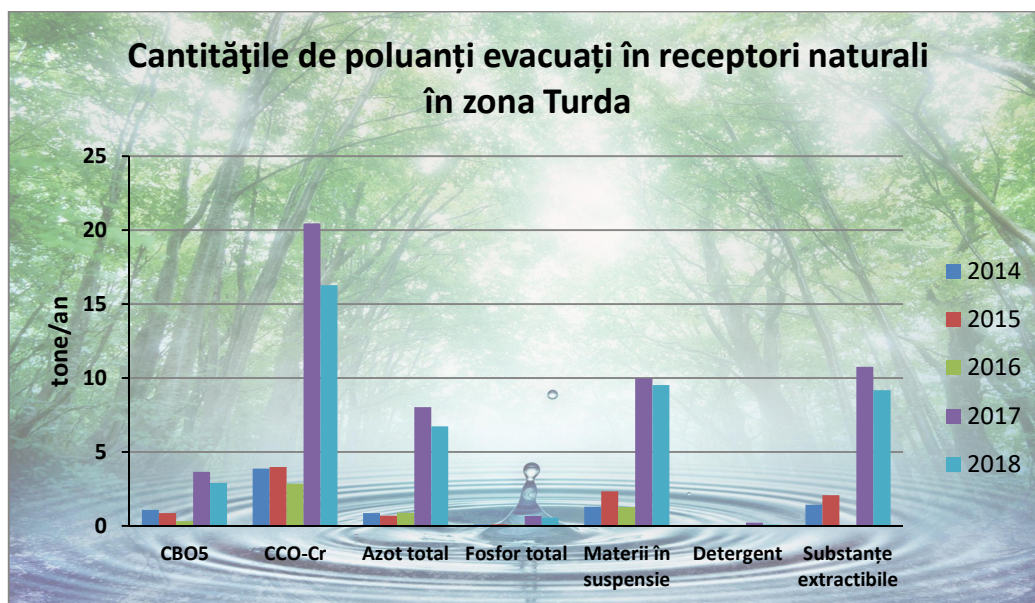 Cantităţile de poluanți evacuați în receptori naturali
în zona Turda
tone/an
25
20
15
10
5
0
CBO5
CCO-Cr
Azot total
Fosfor total
Materii în
suspensie
Detergent
Substanțe
extractibile
2014
2015
2016
2017
2018